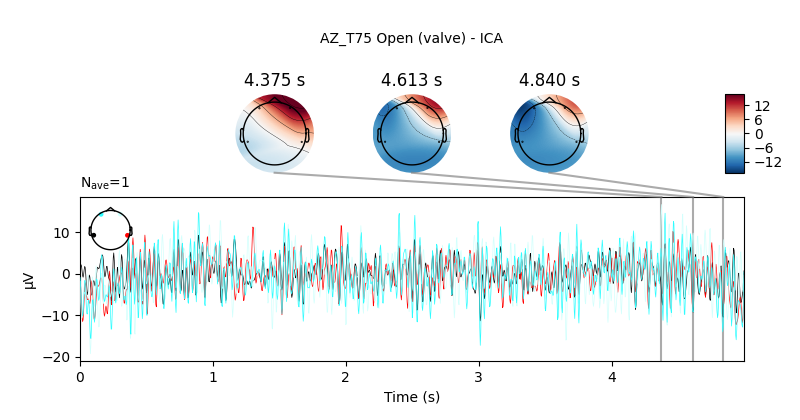 AZ_T75 Open (valve) - ICA
4.375 s
4.613 s
4.840 s
12
6
0
−6
−12
Nave=1
10
0
−10
−20
µV
0
1
2
3
4
Time (s)